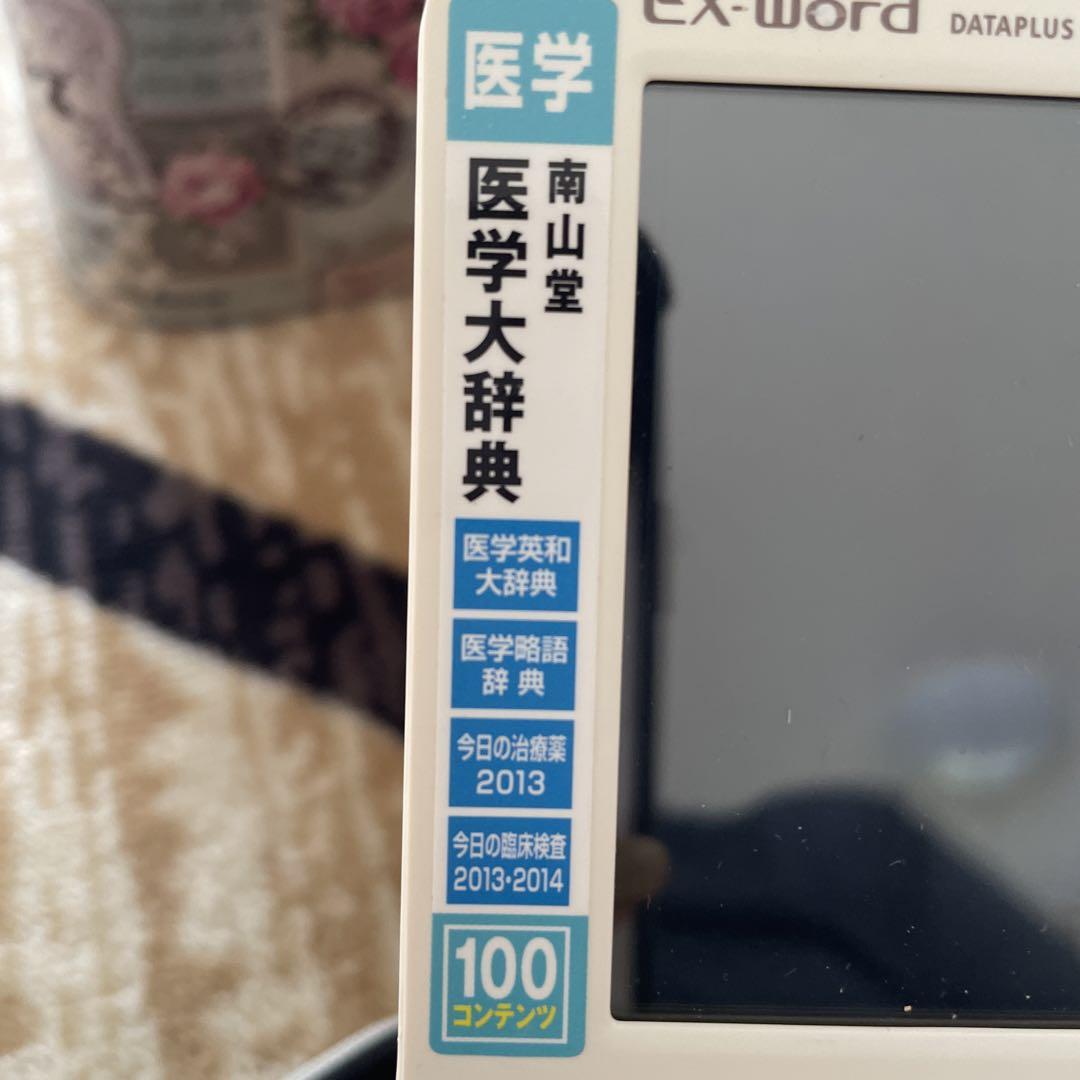 EX-word DATAPLUS
医学
南山堂
医学大辞典
医学英和
大辞典
医学略語
辞典
今日の治療薬
2013
今日の臨床検査
2013・2014
100
コンテンツ